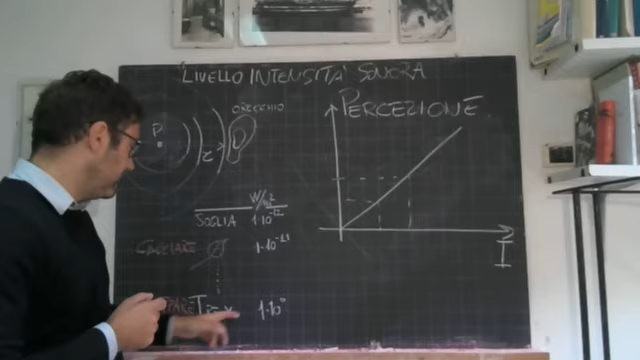 LIVELLO INTENSITA' SONORA
ORECCHIO
PERCEZIONE
P
I
W/m²
SOGLIA 1·10⁻¹²
1·10⁻¹¹
1·10⁰